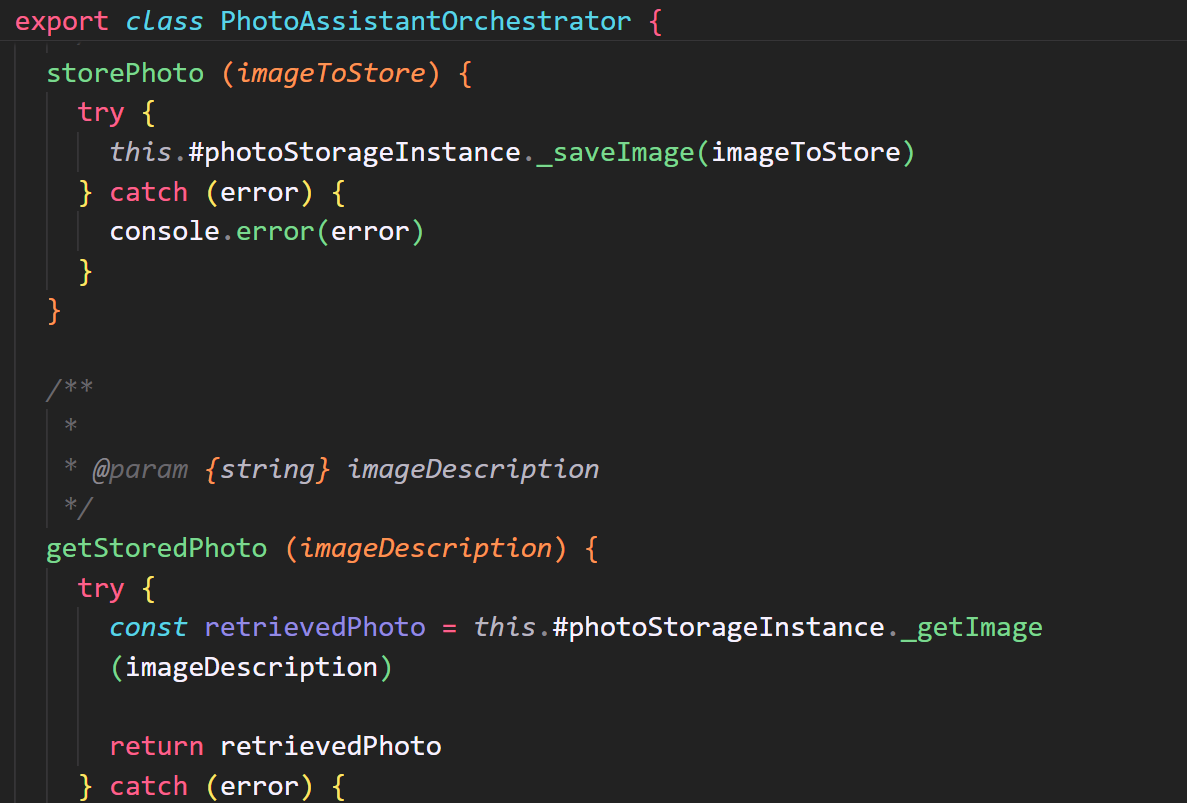 export class PhotoAssistantOrchestrator {
storePhoto (imageToStore) {
try {
this.#photoStorageInstance._saveImage(imageToStore)
} catch (error) {
console.error(error)
}
}
/**
*
* @param {string} imageDescription
*/
getStoredPhoto (imageDescription) {
try {
const retrievedPhoto = this.#photoStorageInstance._getImage
(imageDescription)
return retrievedPhoto
} catch (error) {